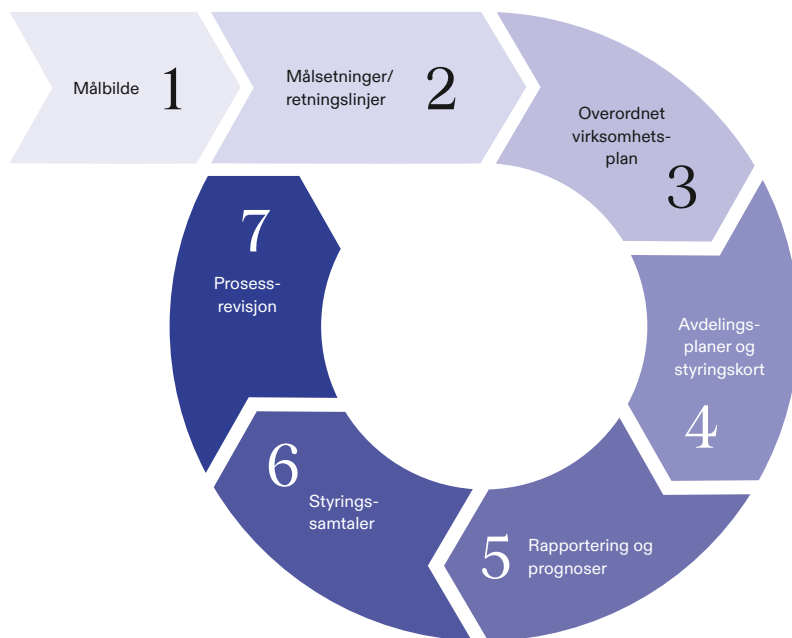 Målbilde 1
Målsetninger/
retningslinjer
2
Overordnet
virksomhets-
plan
3
Avdelings-
planer og
styringskort
4
5
Rapportering og
prognoser
6
Styrings-
samtaler
7
Prosess-
revisjon